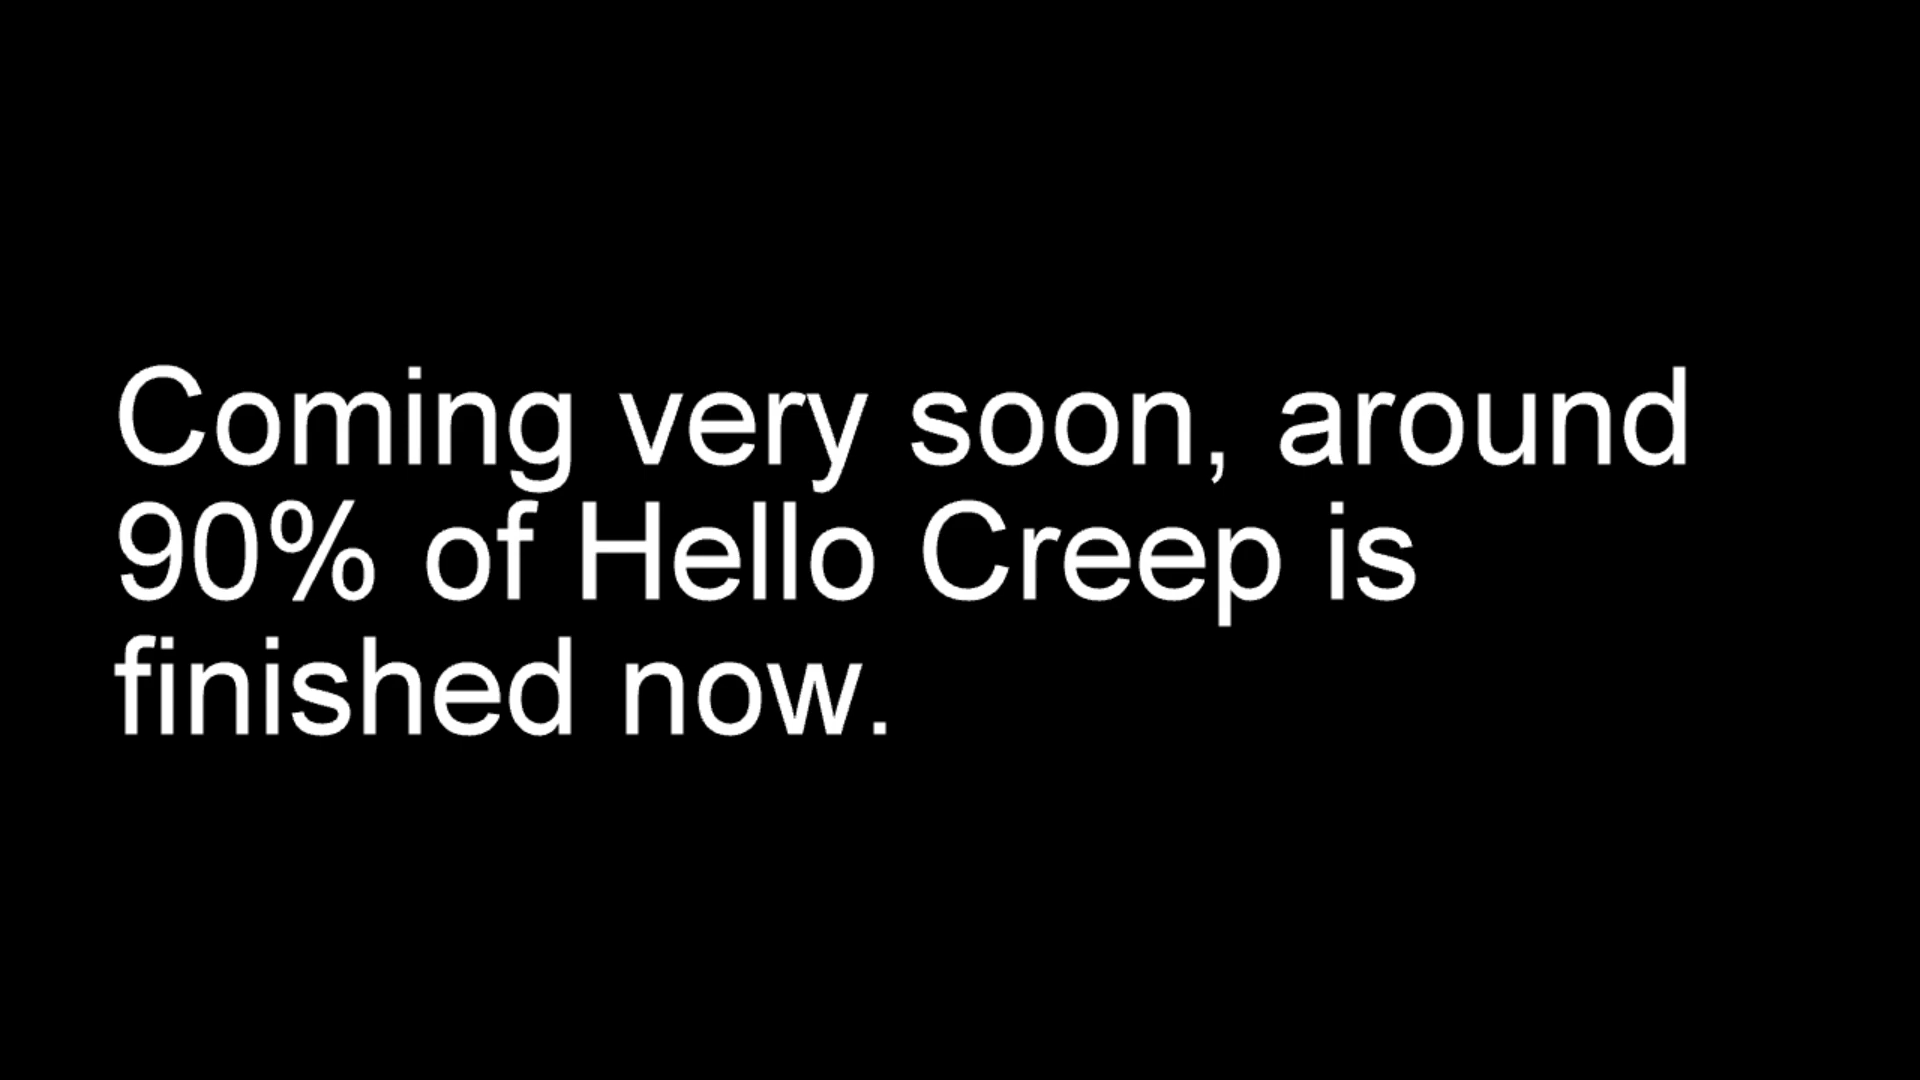 Coming very soon, around
90% of Hello Creep is
finished now.